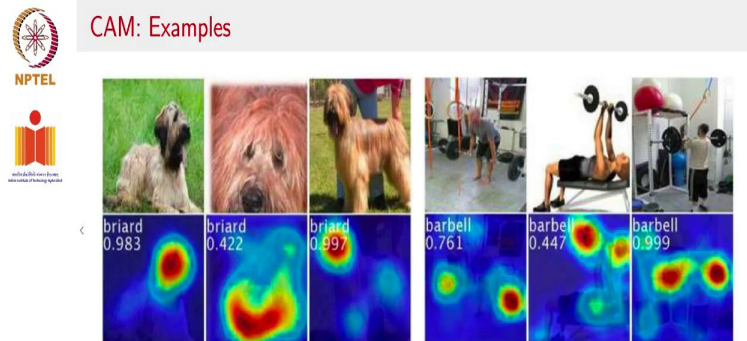 CAM: Examples
NPTEL
briard
0.983
briard
0.422
briard
0.997
barbell
0.761
barbell
0.447
barbell
0.999